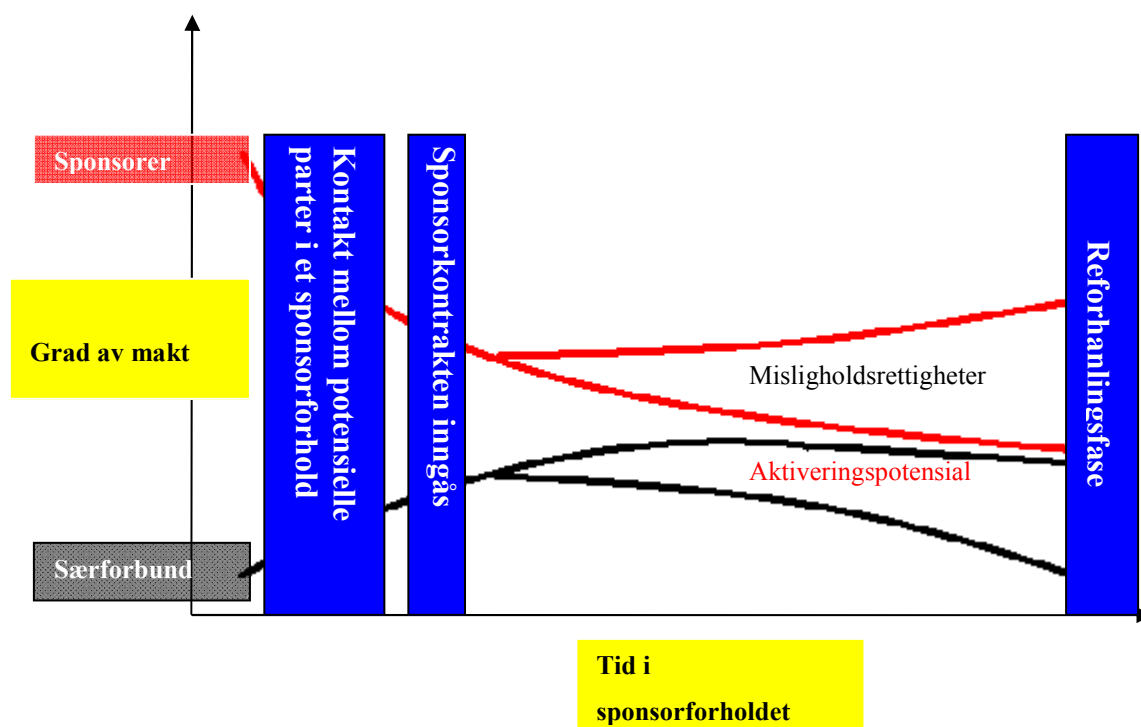 Sponsorer
Kontakt mellom potensielle
parter i et sponsorforhold
Sponsorkontrakten inngås
Reforhanlingsfase
Grad av makt
Misligholdsrettigheter
Aktiveringspotensial
Særforbund
Tid i
sponsorforholdet